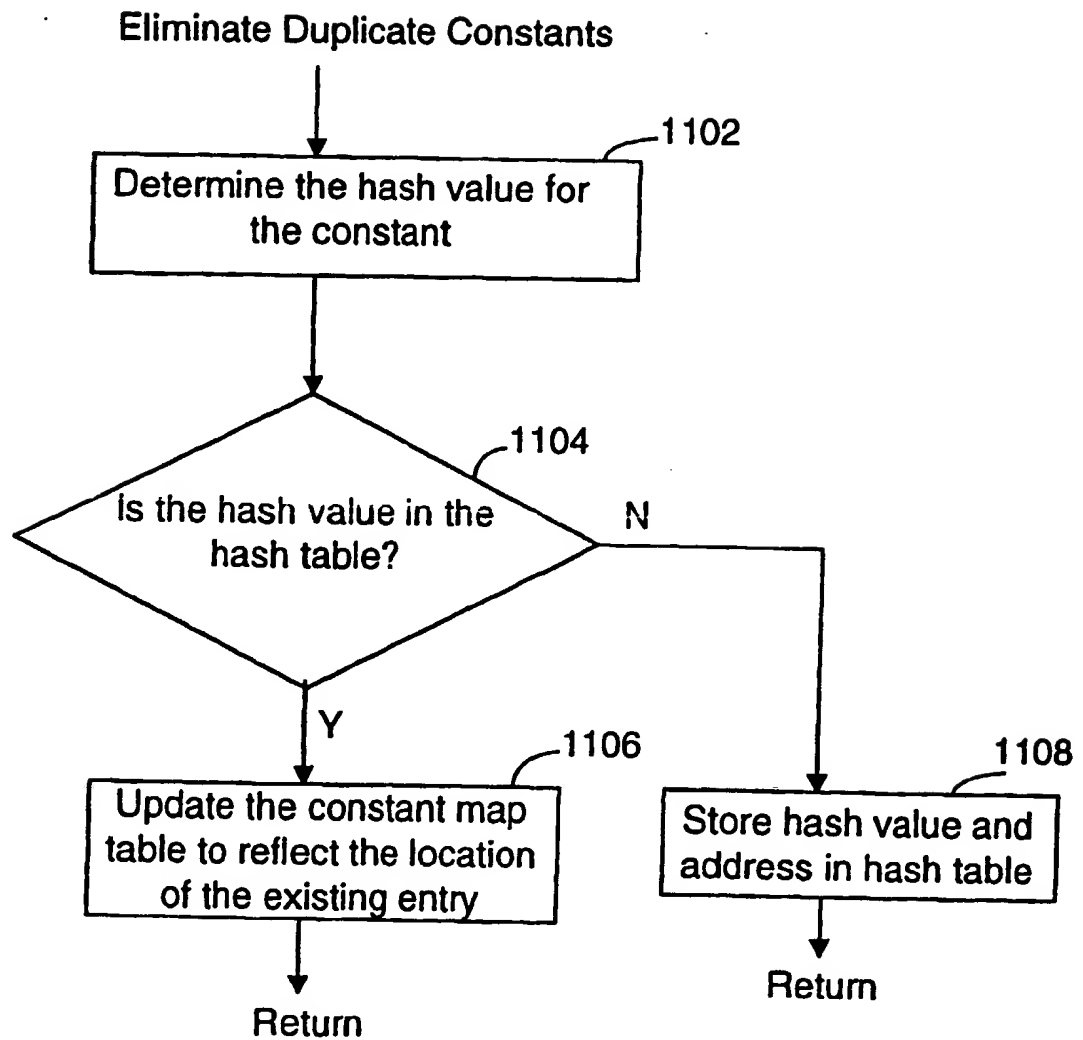 Eliminate Duplicate Constants
1102
Determine the hash value for
the constant
1104
Is the hash value in the
hash table?
N
Y
1106
Update the constant map
table to reflect the location
of the existing entry
1108
Store hash value and
address in hash table
Return
Return